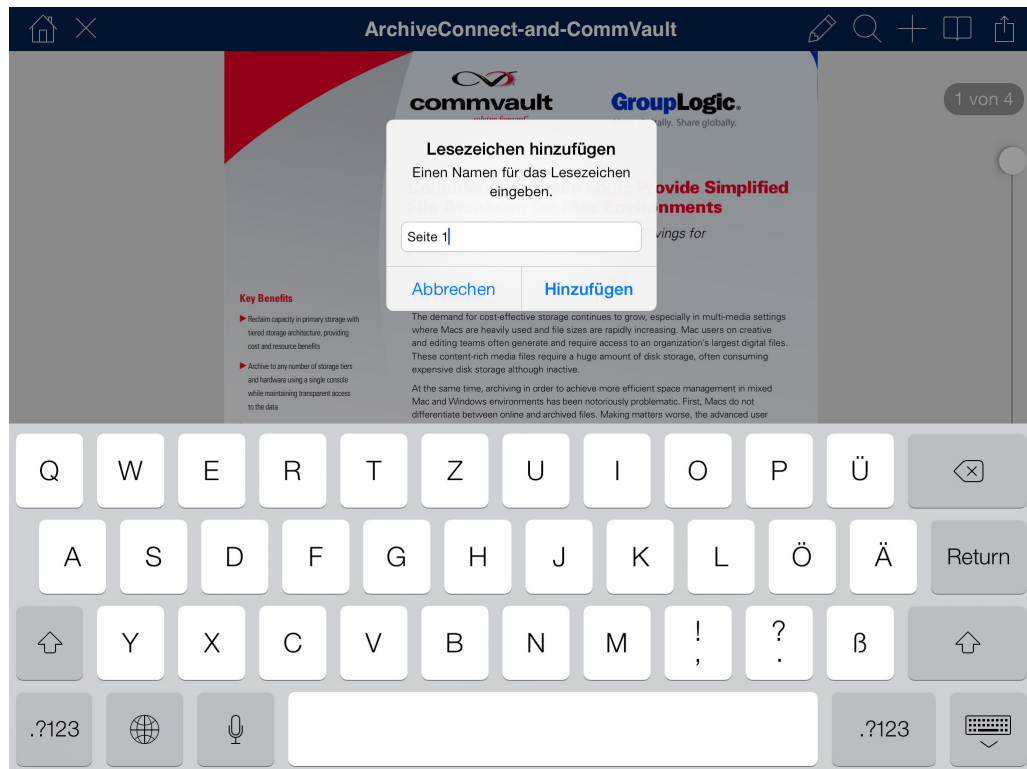 ArchiveConnect-and-CommVault
1 von 4
commvault
GroupLogic.
Share globally.
Lesezeichen hinzufügen
Einen Namen für das Lesezeichen
eingeben.
Seite 1
Abbrechen
Hinzufügen
Provide Simplified
for
Key Benefits
Reclaim capacity in primary storage with
tiered storage architecture, providing
cost and resource benefits
Archive to any number of storage tiers
and hardware using a single console
while maintaining transparent access
to the data
The demand for cost-effective storage continues to grow, especially in multi-media settings
where Macs are heavily used and file sizes are rapidly increasing. Mac users on creative
and editing teams often generate and require access to an organization's largest digital files.
These content-rich media files require a huge amount of disk storage, often consuming
expensive disk storage although inactive.
At the same time, archiving in order to achieve more efficient space management in mixed
Mac and Windows environments has been notoriously problematic. First, Macs do not
differentiate between online and archived files. Making matters worse, the advanced user
Q W E R T Z U I O P Ü
A S D F G H J K L Ö Ä Return
Y X C V B N M ! , ? . ß
.?123 .?123